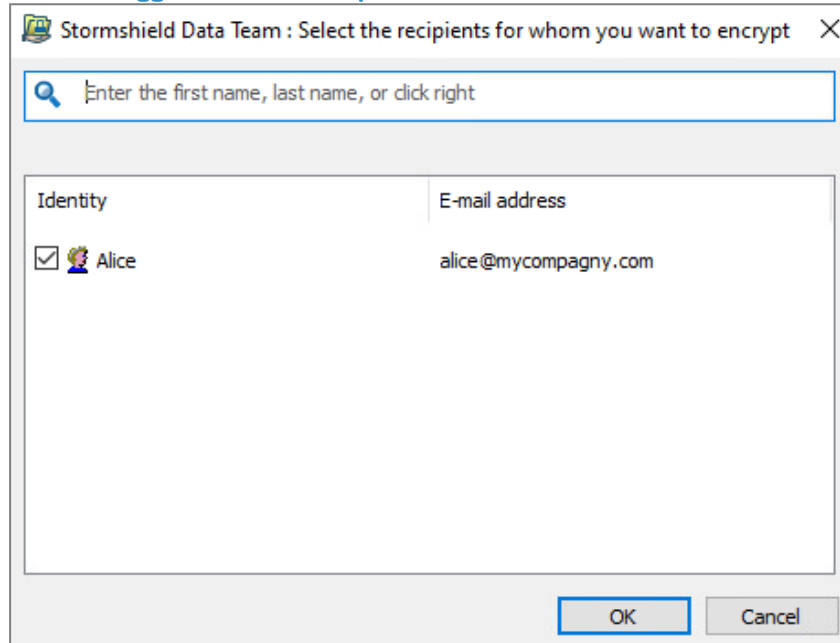 Stormshield Data Team : Select the recipients for whom you want to encrypt
Enter the first name, last name, or click right
Identity E-mail address
Alice alice@mycompagny.com
OK Cancel